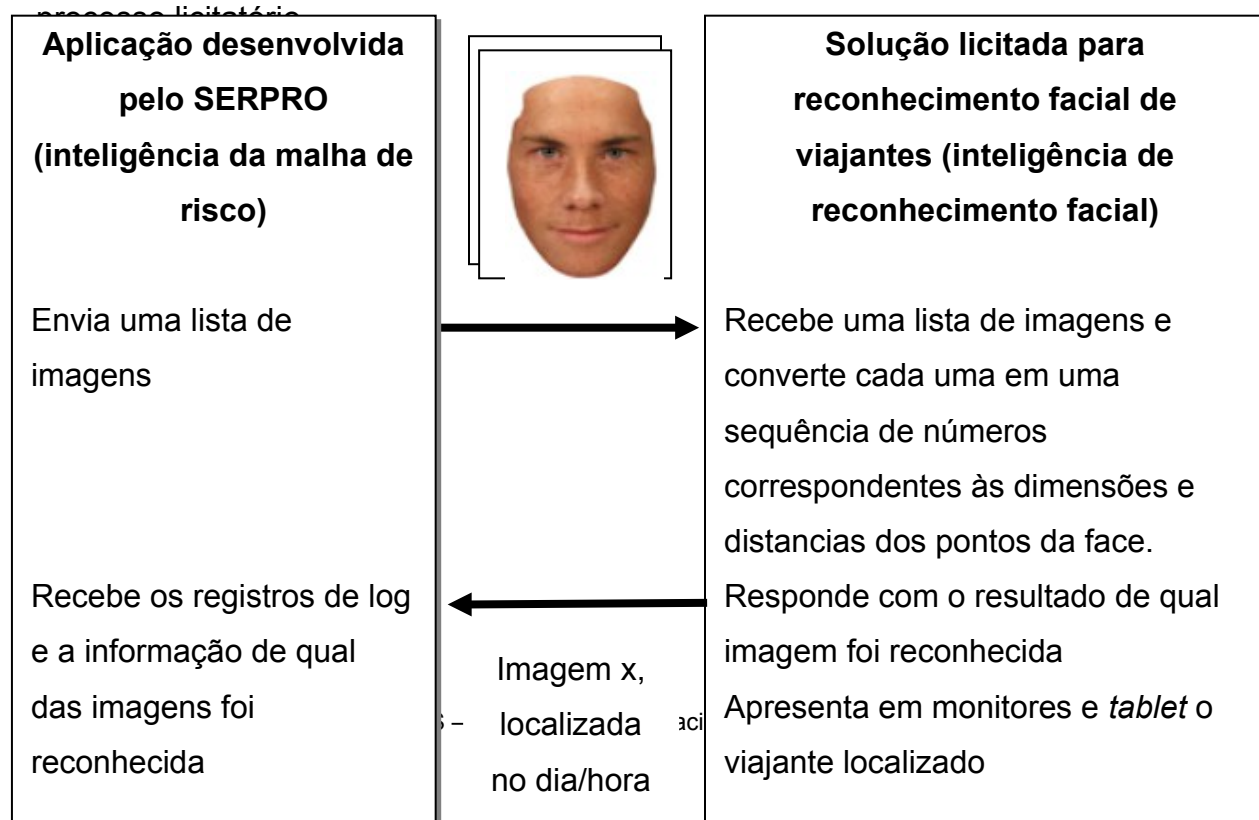 processo licitatório
Aplicação desenvolvida
pelo SERPRO
(inteligência da malha de
risco)
Envia uma lista de
imagens
Recebe os registros de log
e a informação de qual
das imagens foi
reconhecida
Imagem x,
localizada
no dia/hora
Solução licitada para
reconhecimento facial de
viajantes (inteligência de
reconhecimento facial)
Recebe uma lista de imagens e
converte cada uma em uma
sequência de números
correspondentes às dimensões e
distancias dos pontos da face.
Responde com o resultado de qual
imagem foi reconhecida
Apresenta em monitores e tablet o
viajante localizado